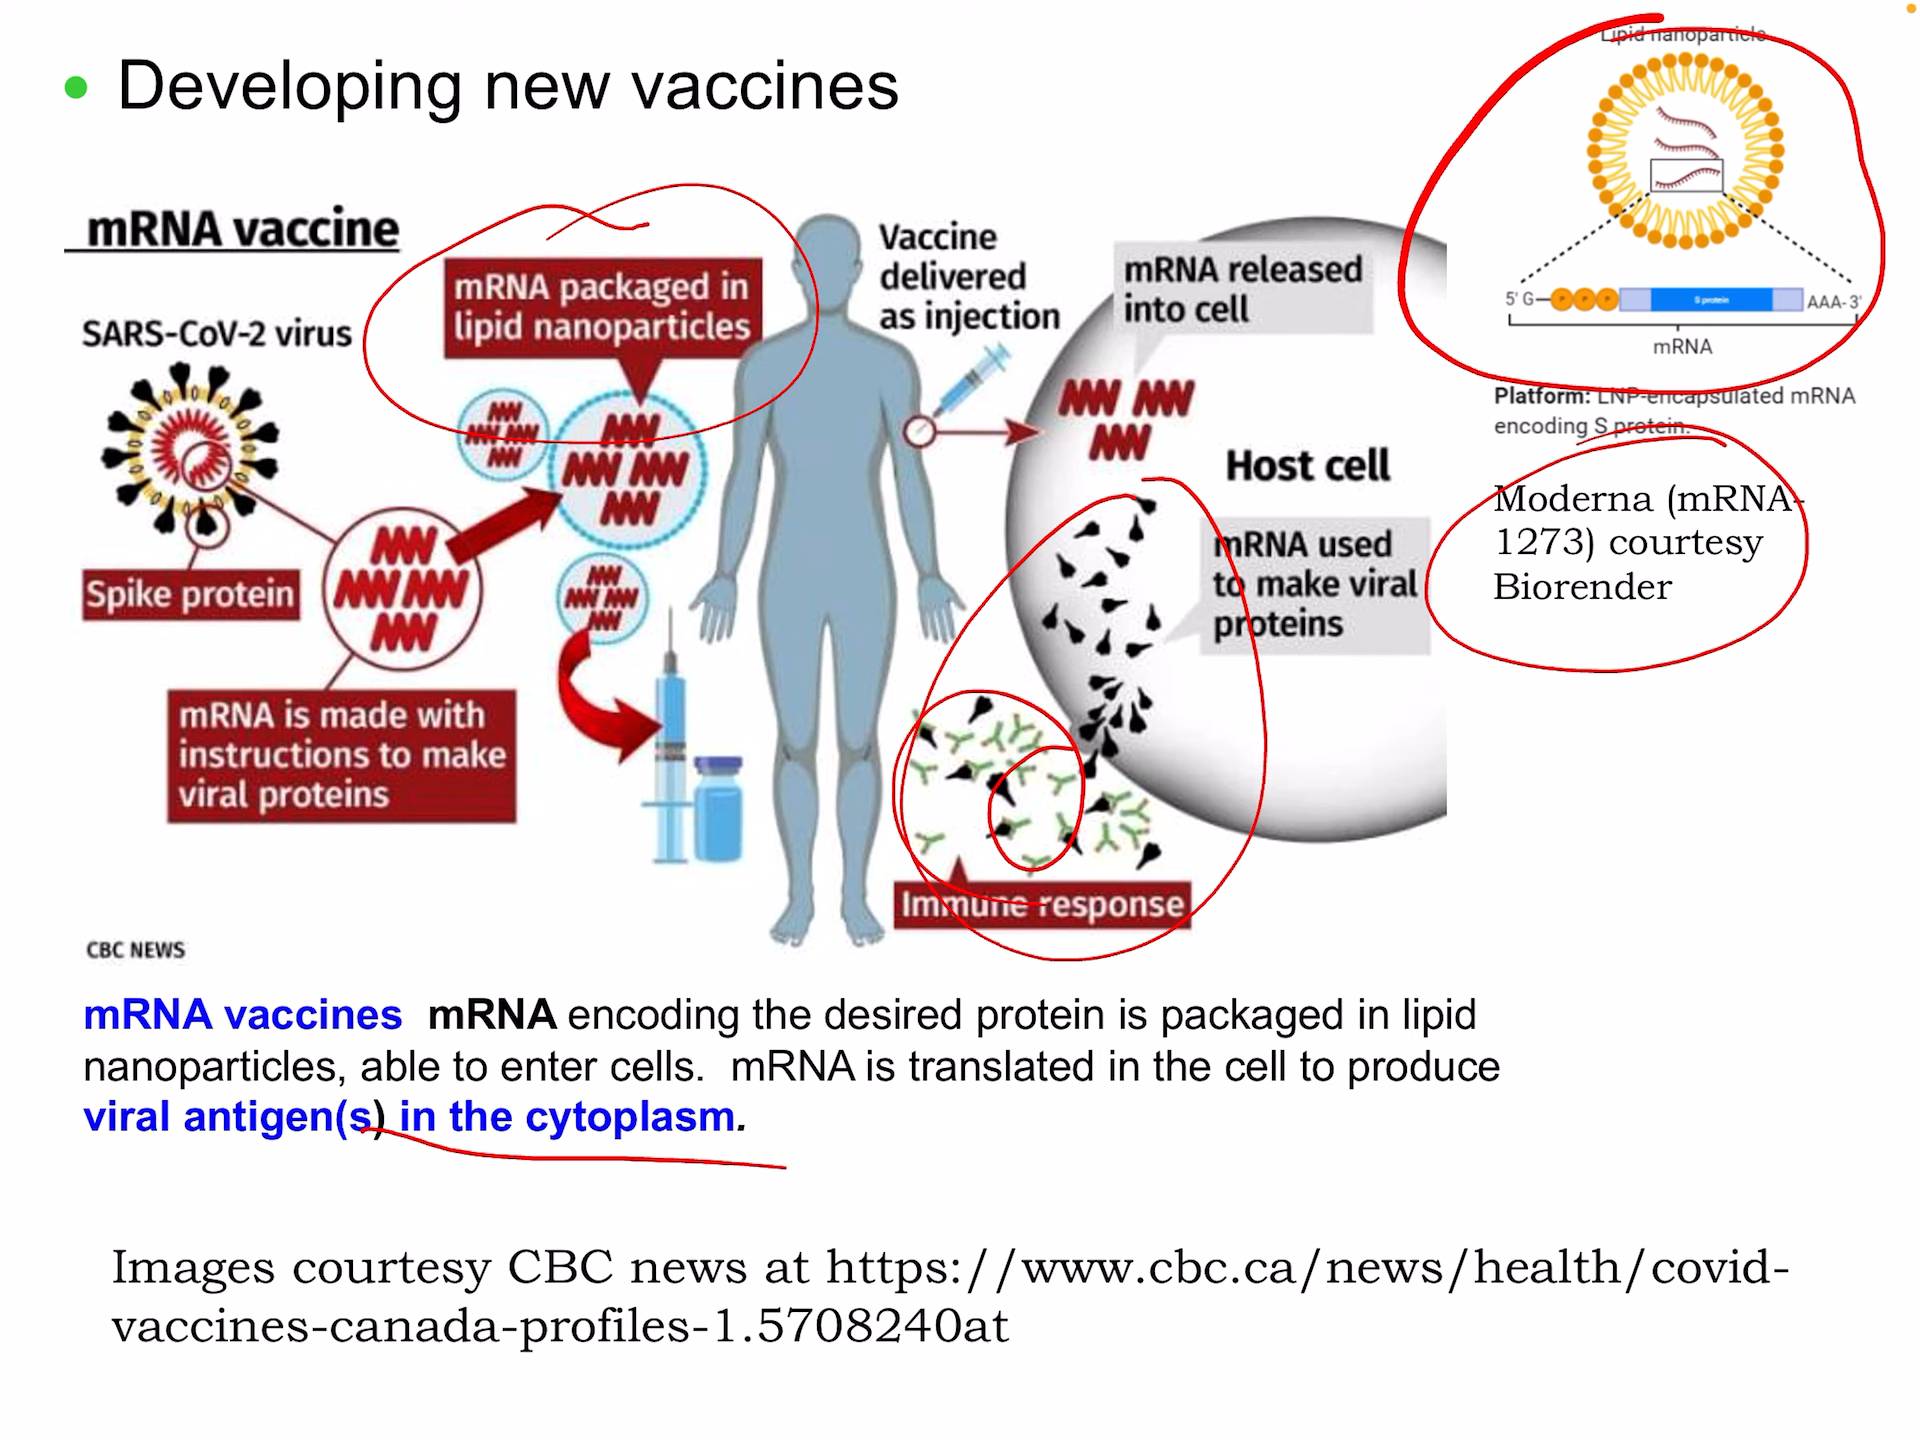 Developing new vaccines
Lipid nanoparticle
mRNA vaccine
SARS-CoV-2 virus
Spike protein
mRNA is made with
instructions to make
viral proteins
mRNA packaged in
lipid nanoparticles
Vaccine
delivered
as injection
mRNA released
into cell
Host cell
mRNA used
to make viral
proteins
Immune response
CBC NEWS
5' G P P P S protein AAA- 3'
mRNA
Platform: LNP-encapsulated mRNA
encoding S protein.
Moderna (mRNA-
1273) courtesy
Biorender
mRNA vaccines mRNA encoding the desired protein is packaged in lipid
nanoparticles, able to enter cells. mRNA is translated in the cell to produce
viral antigen(s) in the cytoplasm.
Images courtesy CBC news at https://www.cbc.ca/news/health/covid-
vaccines-canada-profiles-1.5708240at